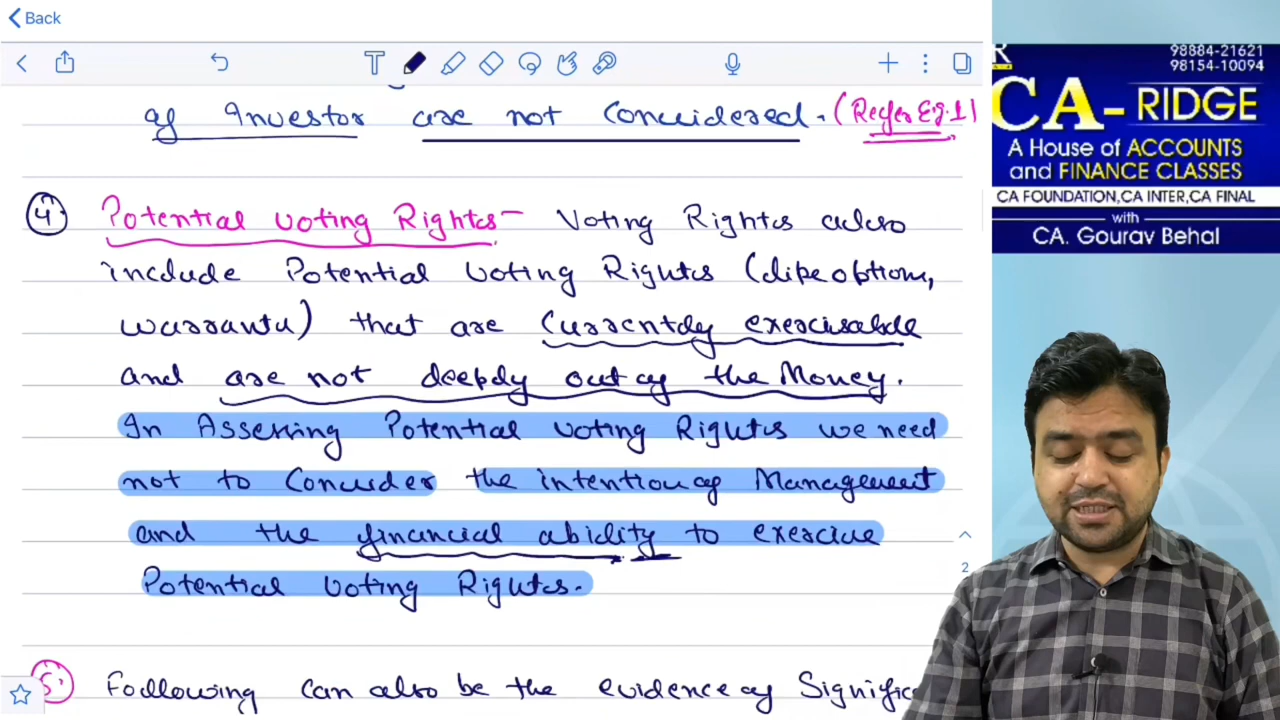 Back
98884-21621
98154-10094
R
CA- RIDGE
A House of ACCOUNTS
and FINANCE CLASSES
CA FOUNDATION,CA INTER,CA FINAL
with
CA. Gourav Behal
of Investor are not Considered. (Refer Eg.1)
4. Potential Voting Rights- Voting Rights also
include Potential Voting Rights (like options,
warrants) that are Currently exercisable
and are not deeply out of the Money.
In Assessing Potential Voting Rights we need
not to Consider the intention of Management
and the financial ability to exercise
Potential Voting Rights.
2
5. Following Can also be the evidence of Signific